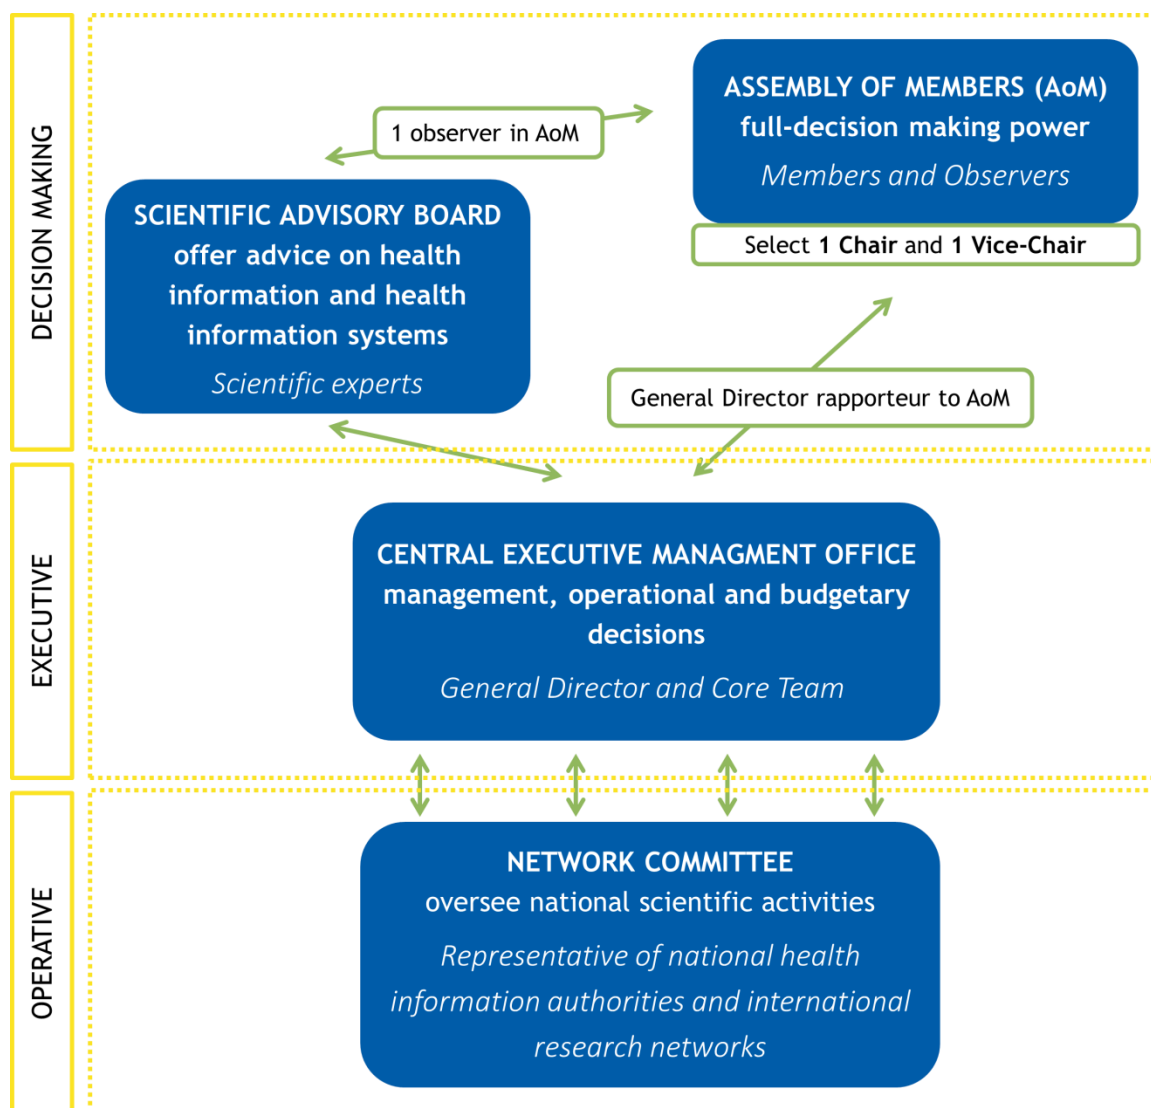 DECISION MAKING
1 observer in AoM
ASSEMBLY OF MEMBERS (AoM)
full-decision making power
Members and Observers
Select 1 Chair and 1 Vice-Chair
SCIENTIFIC ADVISORY BOARD
offer advice on health
information and health
information systems
Scientific experts
General Director rapporteur to AoM
EXECUTIVE
CENTRAL EXECUTIVE MANAGMENT OFFICE
management, operational and budgetary
decisions
General Director and Core Team
OPERATIVE
NETWORK COMMITTEE
oversee national scientific activities
Representative of national health
information authorities and international
research networks